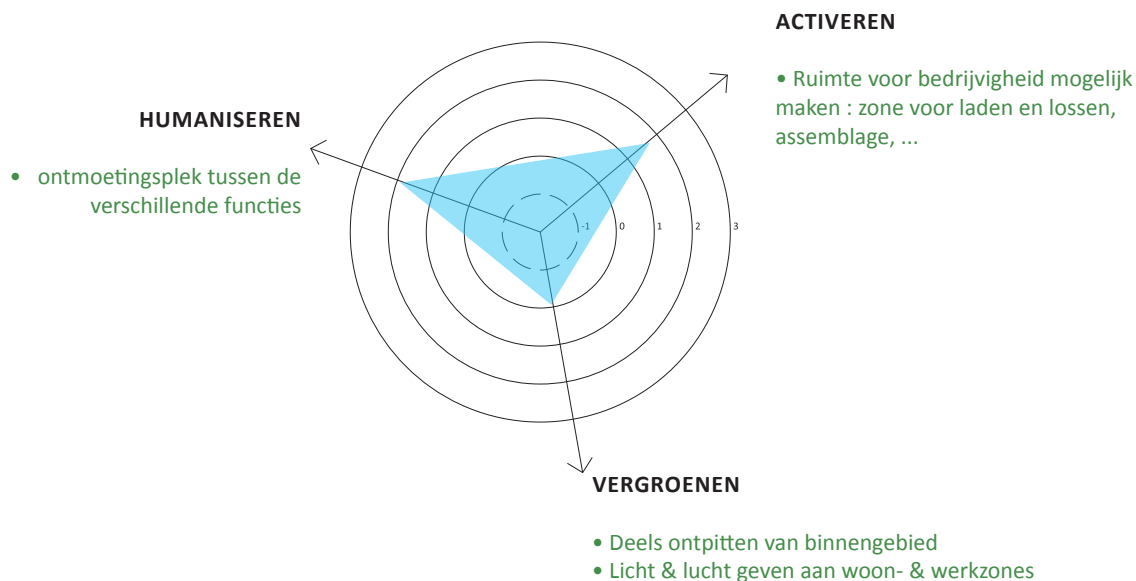 ACTIVEREN
• Ruimte voor bedrijvigheid mogelijk
maken : zone voor laden en lossen,
assemblage, ...
HUMANISEREN
• ontmoetingsplek tussen de
verschillende functies
-1 0 1 2 3
VERGROENEN
• Deels ontpitten van binnengebied
• Licht & lucht geven aan woon- & werkzones